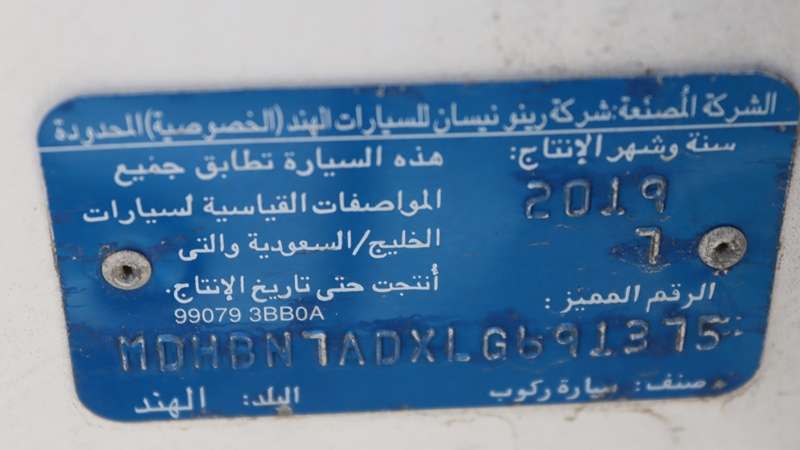 الشركة المُصنّعة: شركة رينو نيسان للسيارات الهند (الخصوصية) المحدودة
سنة وشهر الإنتاج:
2019
7
الرقم المميز:
هذه السيارة تطابق جميع
المواصفات القياسية لسيارات
الخليج/السعودية والتى
أُنتجت حتى تاريخ الإنتاج.
99079 3BB0A
MDHBN7ADXLG691375
صنف: سيارة ركوب
البلد: الهند